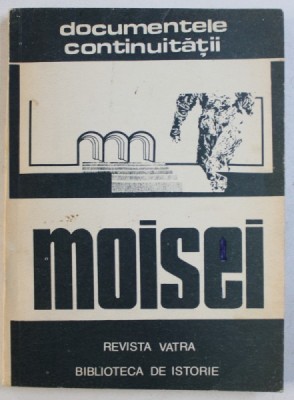 documentele
continuității
moisei
REVISTA VATRA
BIBLIOTECA DE ISTORIE